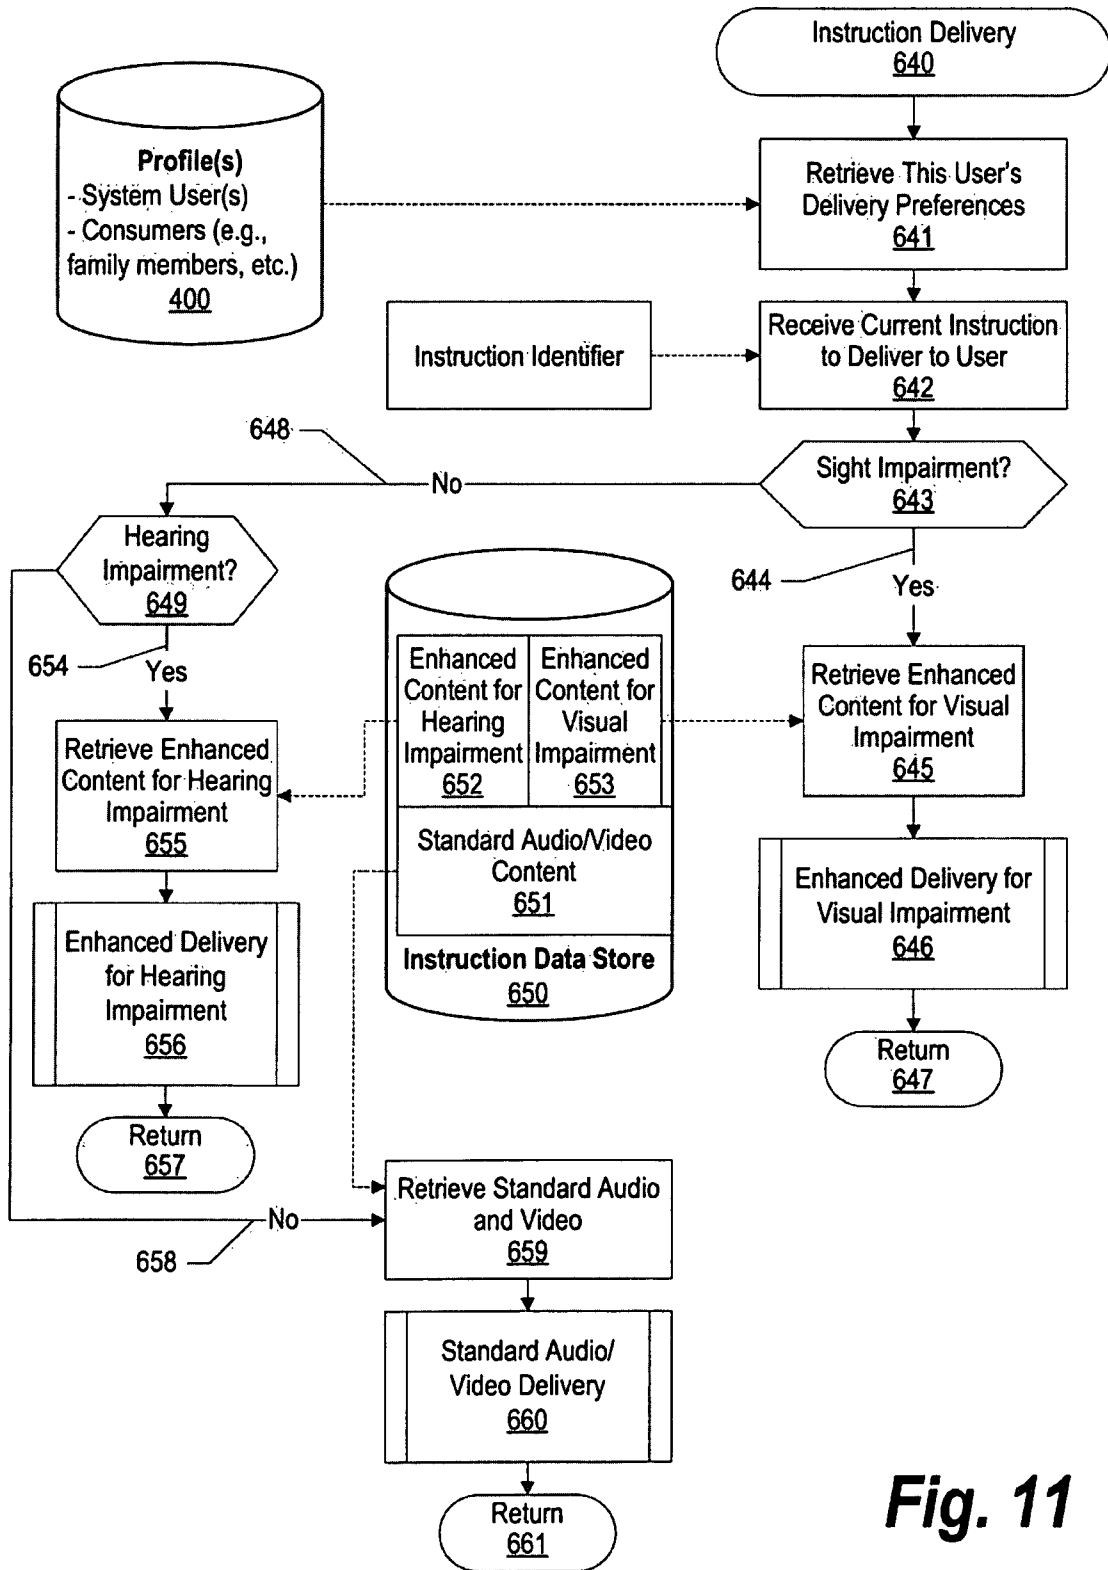 Instruction Delivery
640
Profile(s)
- System User(s)
- Consumers (e.g.,
family members, etc.)
400
Retrieve This User's
Delivery Preferences
641
Instruction Identifier
Receive Current Instruction
to Deliver to User
642
648
No
Sight Impairment?
643
Hearing
Impairment?
649
644
Yes
654
Yes
Enhanced
Content for
Hearing
Impairment
652
Enhanced
Content for
Visual
Impairment
653
Retrieve Enhanced
Content for Visual
Impairment
645
Retrieve Enhanced
Content for Hearing
Impairment
655
Standard Audio/Video
Content
651
Instruction Data Store
650
Enhanced Delivery for
Visual Impairment
646
Enhanced Delivery
for Hearing
Impairment
656
Return
647
Return
657
No
658
Retrieve Standard Audio
and Video
659
Standard Audio/
Video Delivery
660
Return
661
Fig. 11